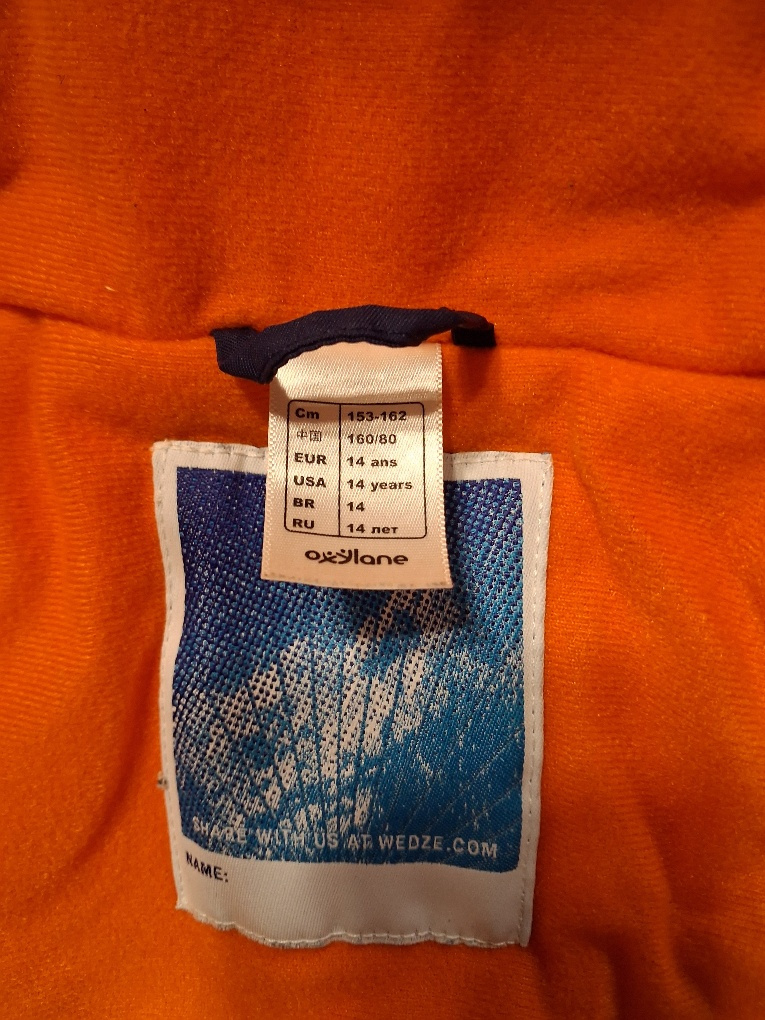 Cm 153-162
中国 160/80
EUR 14 ans
USA 14 years
BR 14
RU 14 лет
oxylane
SHARE WITH US AT WEDZE.COM
NAME: